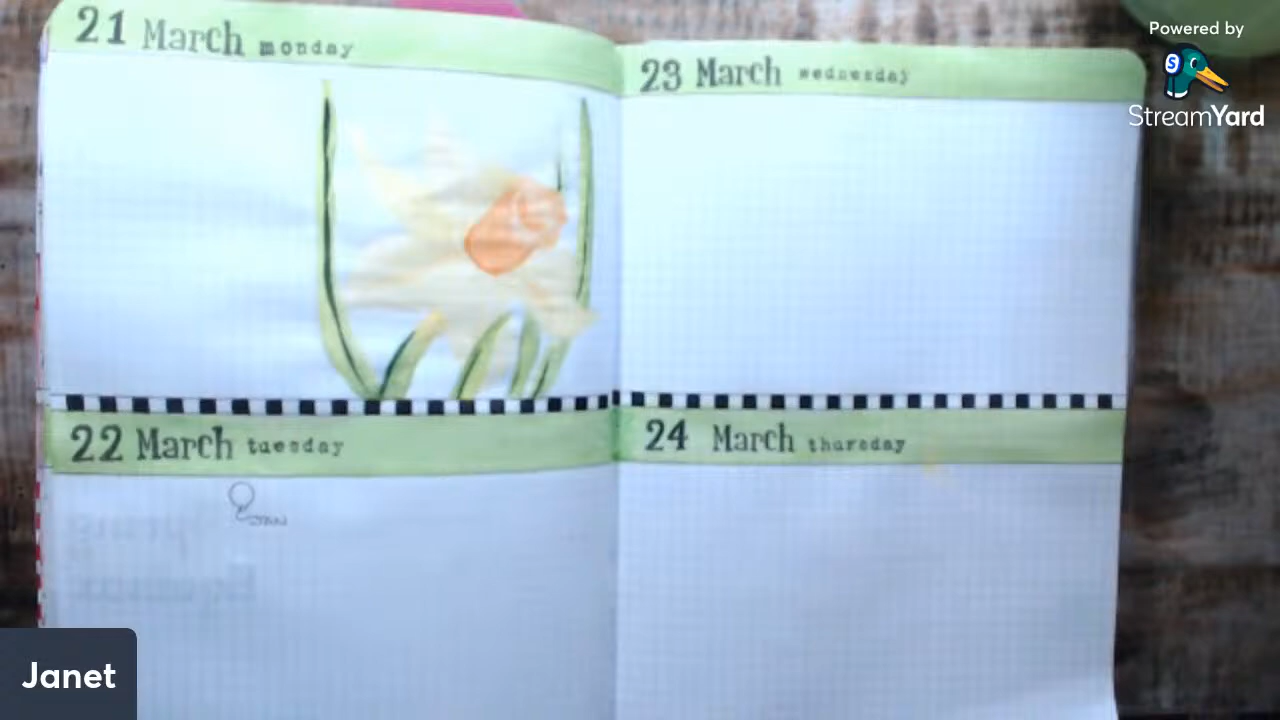 21 March monday
23 March wednesday
22 March tuesday
24 March thursday
Powered by
StreamYard
Janet